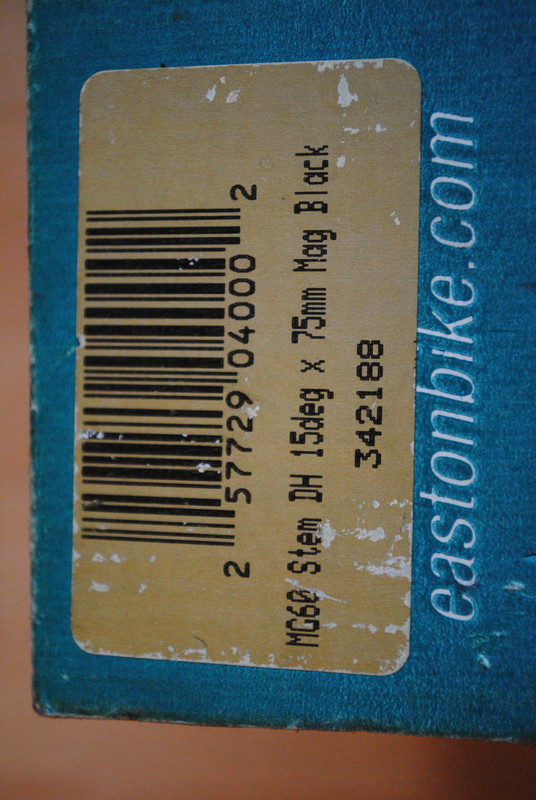 2 57729 04000 2
MG60 Stem DH 15deg x 75mm Mag Black
342188
eastonbike.com